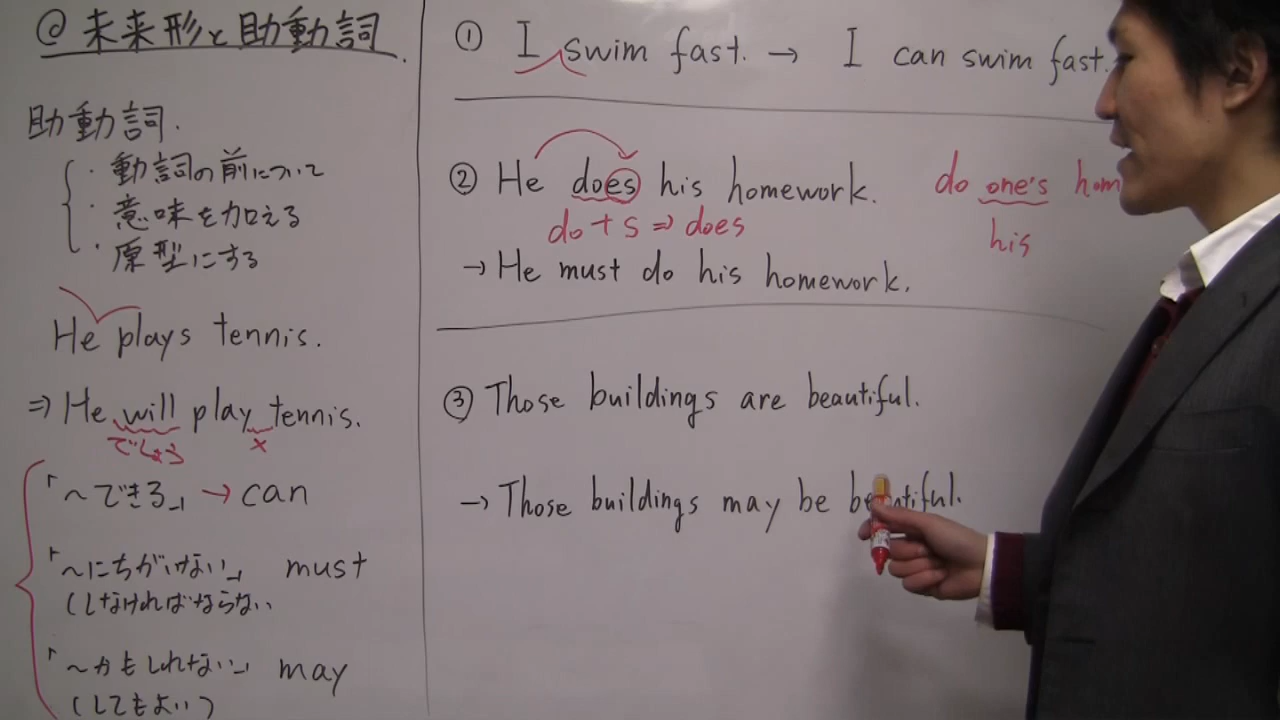 @ 未来形と助動詞.
助動詞.
・動詞の前について
・意味を加える
・原型にする
He plays tennis.
⇒ He will play tennis.
でしょう ×
「～できる」→ can
「～にちがいない」 must
(しなければならない
「～かもしれない」 may
(してもよい)
① I swim fast. → I can swim fast.
② He does his homework.
do one's hom
do + s ⇒ does
his
→ He must do his homework.
③ Those buildings are beautiful.
→ Those buildings may be beautiful.